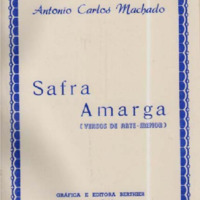 Antonio Carlos Machado
Safra
Amarga
(VERSOS DE ARTE-MENOR)
GRÁFICA E EDITORA BERTHIER